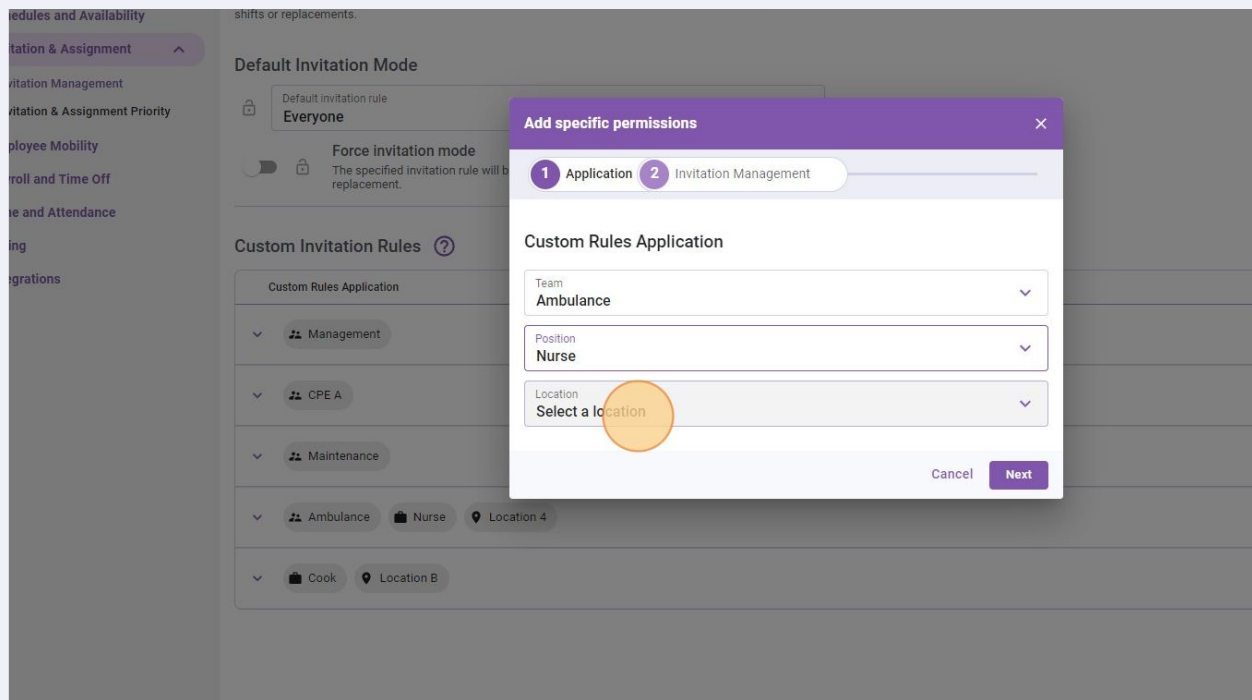 edules and Availability
shifts or replacements.
itation & Assignment
vitation Management
vitation & Assignment Priority
ployee Mobility
roll and Time Off
e and Attendance
ing
egrations
Default Invitation Mode
Default invitation rule
Everyone
Force invitation mode
The specified invitation rule will b
replacement.
Custom Invitation Rules ?
Custom Rules Application
Management
CPE A
Maintenance
Ambulance Nurse Location 4
Cook Location B
Add specific permissions
1 Application 2 Invitation Management
Custom Rules Application
Team
Ambulance
Position
Nurse
Location
Select a location
Cancel Next